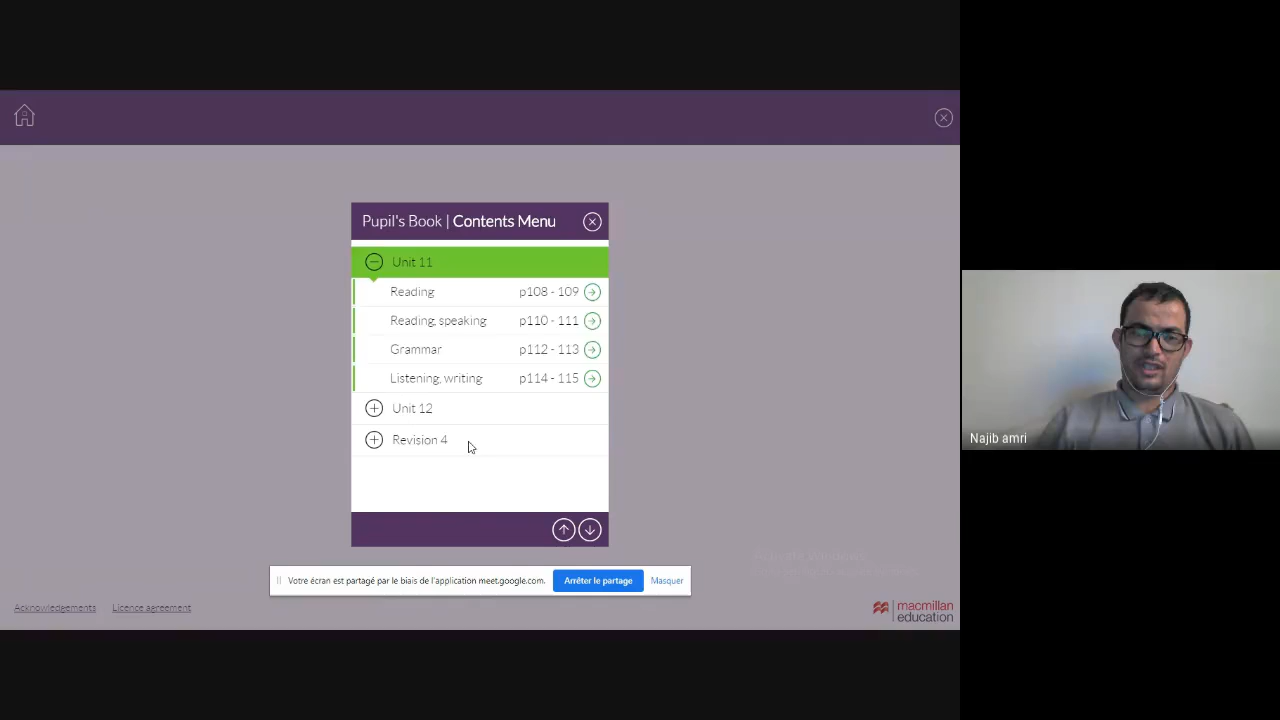 Pupil's Book | Contents Menu
Unit 11
Reading p108 - 109
Reading, speaking p110 - 111
Grammar p112 - 113
Listening, writing p114 - 115
Unit 12
Revision 4
Najib amri
Activate Windows
Votre écran est partagé par le biais de l'application meet.google.com. Arrêter le partage Masquer
Acknowledgements Licence agreement
macmillan
education